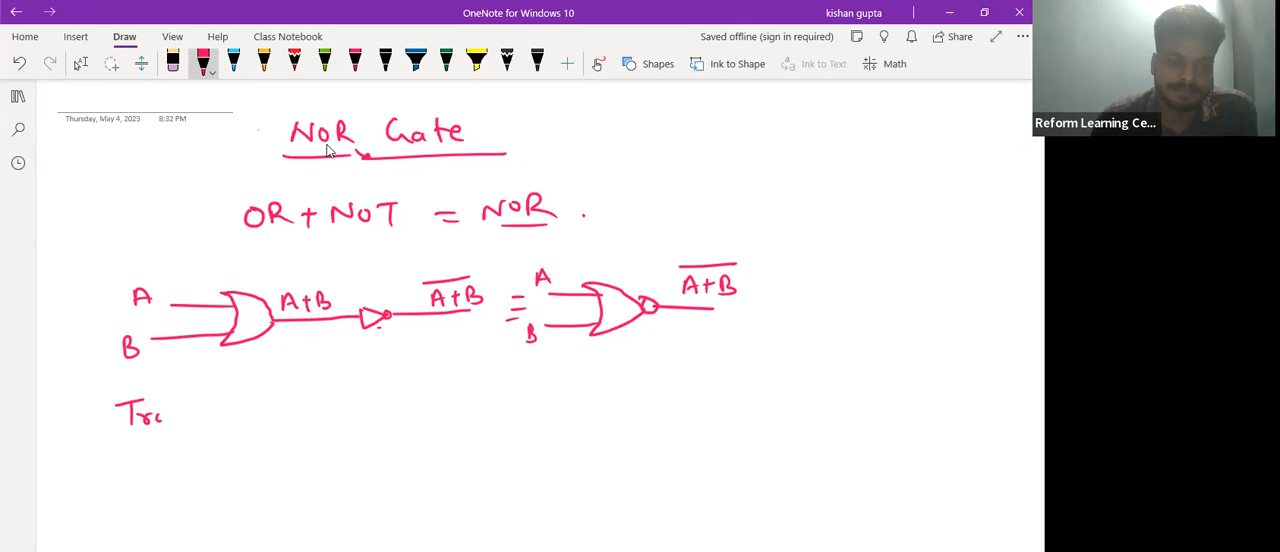 OneNote for Windows 10
kishan gupta
Home Insert Draw View Help Class Notebook
Saved offline (sign in required)
Share
Shapes
Ink to Shape
Ink to Text
Math
Reform Learning Ce...
Thursday, May 4, 2023 8:32 PM
NOR Gate
OR + NOT = NOR .
A
B
A+B
A̅+̅B̅
=
A
B
A̅+̅B̅
Tra